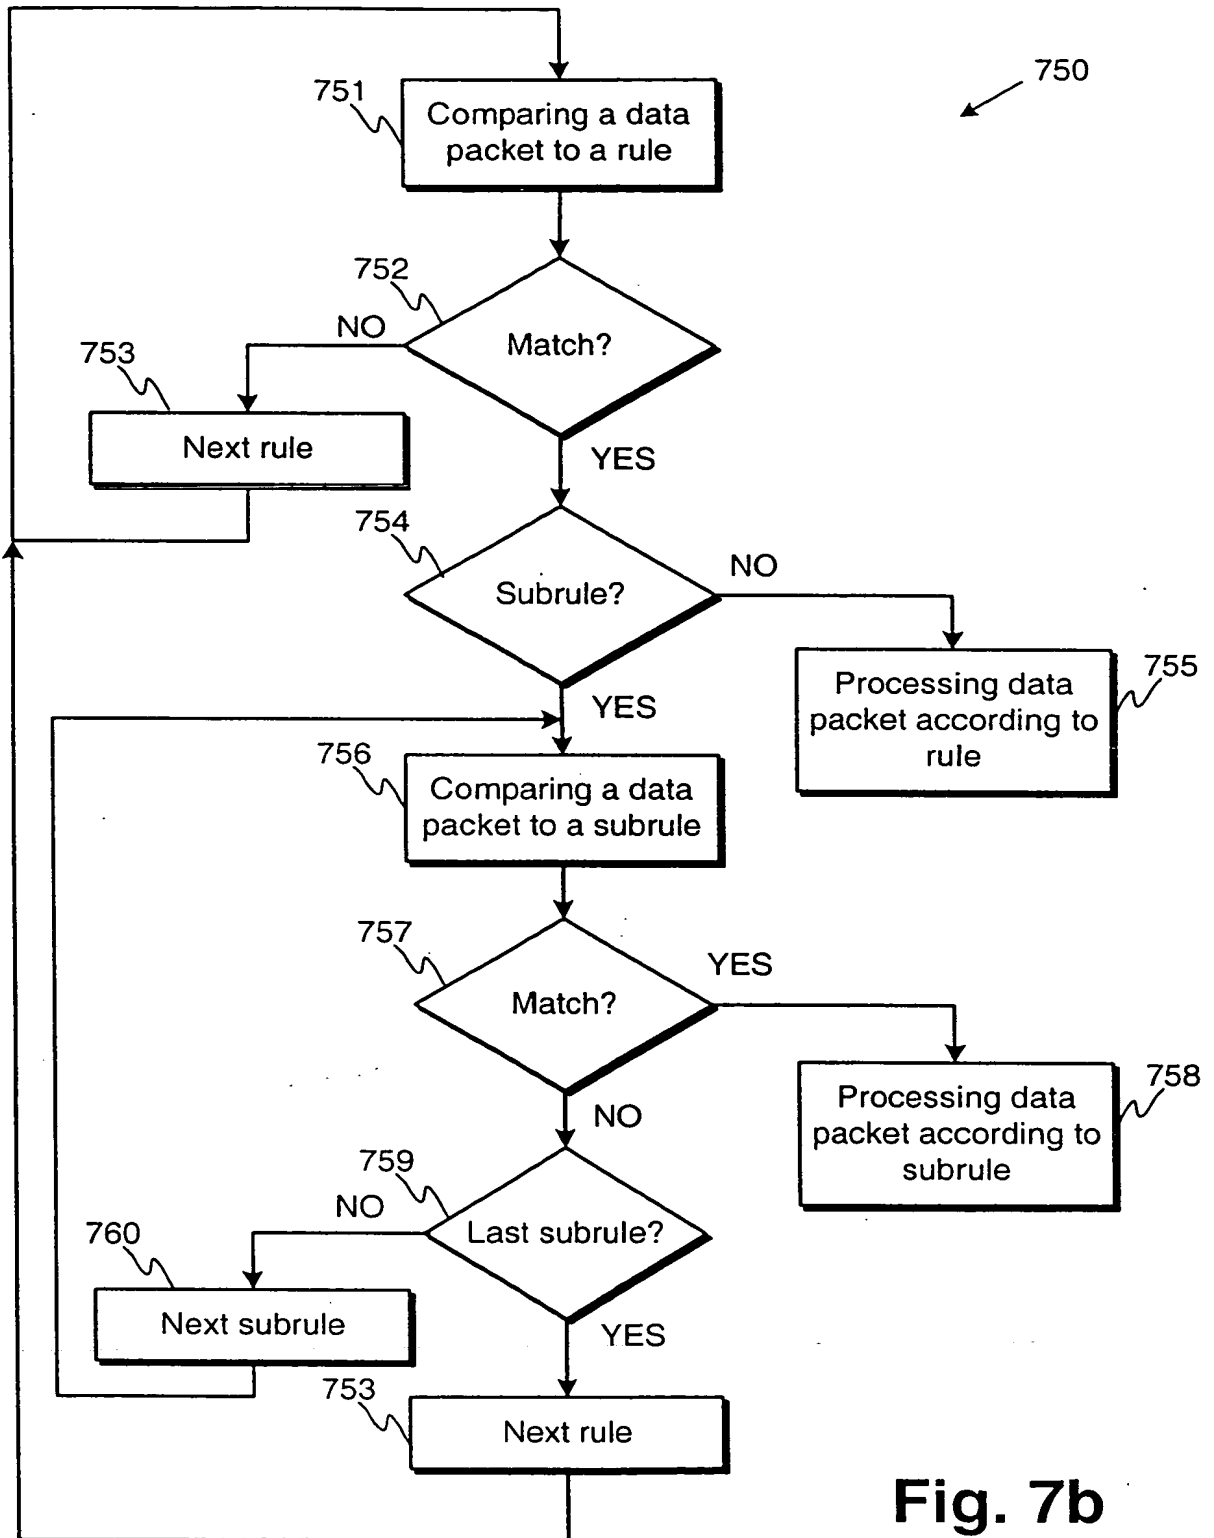 750
751
Comparing a data
packet to a rule
752
Match?
NO
753
Next rule
YES
754
Subrule?
NO
755
Processing data
packet according to
rule
YES
756
Comparing a data
packet to a subrule
757
Match?
YES
758
Processing data
packet according to
subrule
NO
759
Last subrule?
NO
760
Next subrule
YES
753
Next rule
Fig. 7b